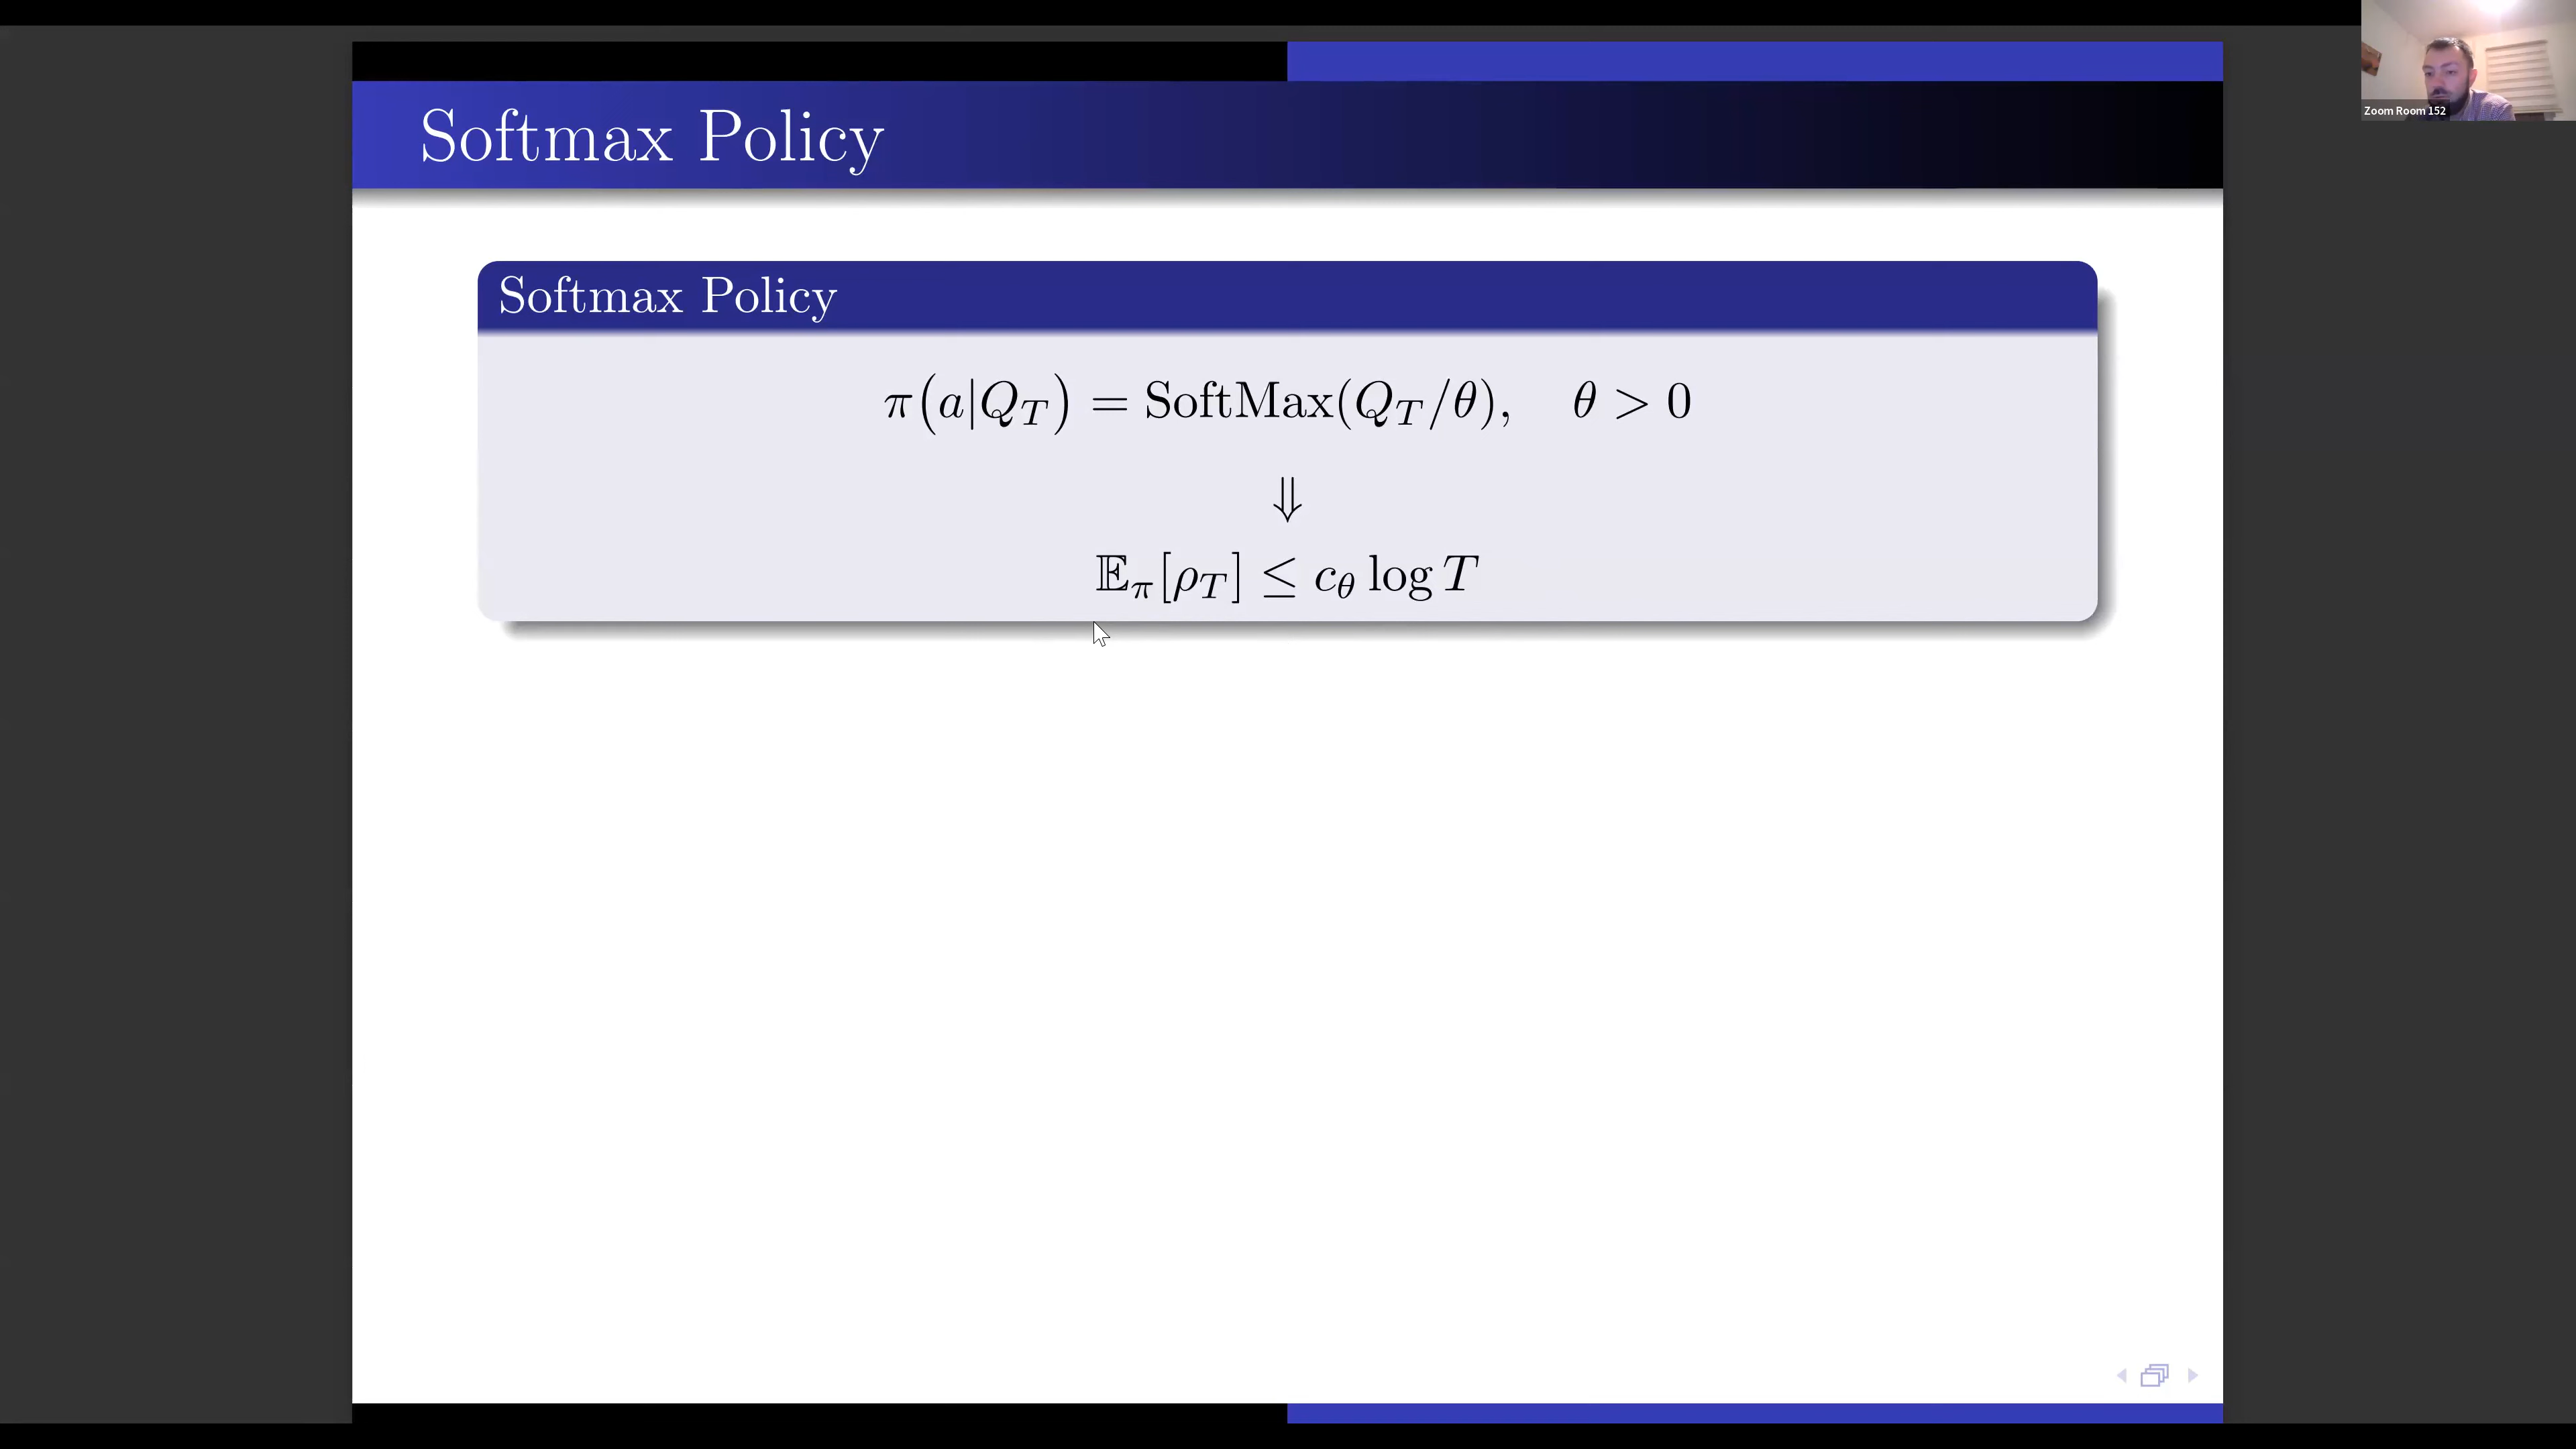 Zoom Room 152
Softmax Policy
Softmax Policy
π(a|Q_T) = SoftMax(Q_T/θ), θ > 0
⇓
𝔼_π[ρ_T] ≤ c_θ log T